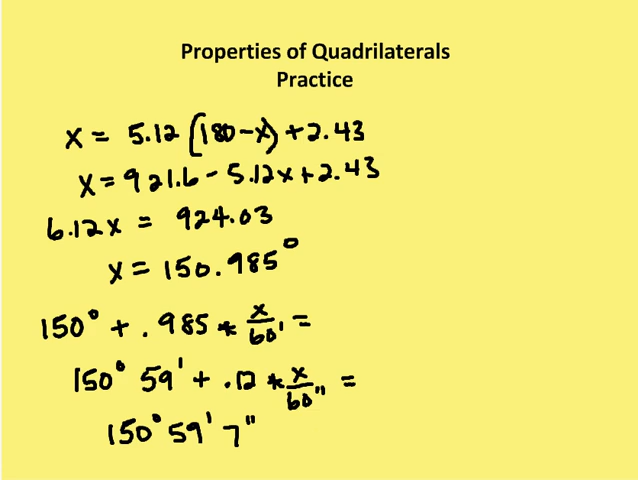 Properties of Quadrilaterals
Practice
x = 5.12 (180 - x) + 2.43
x = 921.6 - 5.12x + 2.43
6.12x = 924.03
x = 150.985°
150° + .985 * x/60' =
150° 59' + .12 * x/60" =
150° 59' 7"